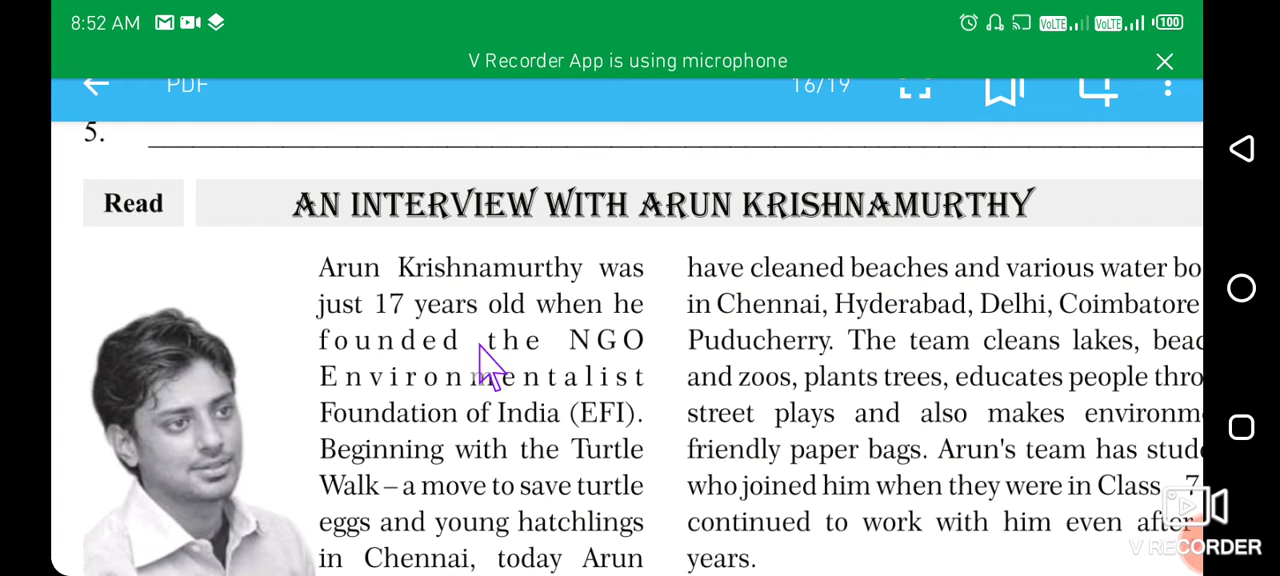 8:52 AM
VoLTE
VoLTE
100
V Recorder App is using microphone
PDF
16/19
5.
Read
AN INTERVIEW WITH ARUN KRISHNAMURTHY
Arun Krishnamurthy was
just 17 years old when he
founded the NGO
Environmentalist
Foundation of India (EFI).
Beginning with the Turtle
Walk – a move to save turtle
eggs and young hatchlings
in Chennai, today Arun
have cleaned beaches and various water bo
in Chennai, Hyderabad, Delhi, Coimbatore
Puducherry. The team cleans lakes, beac
and zoos, plants trees, educates people thro
street plays and also makes environm
friendly paper bags. Arun's team has stud
who joined him when they were in Class 7
continued to work with him even after
years.
V RECORDER